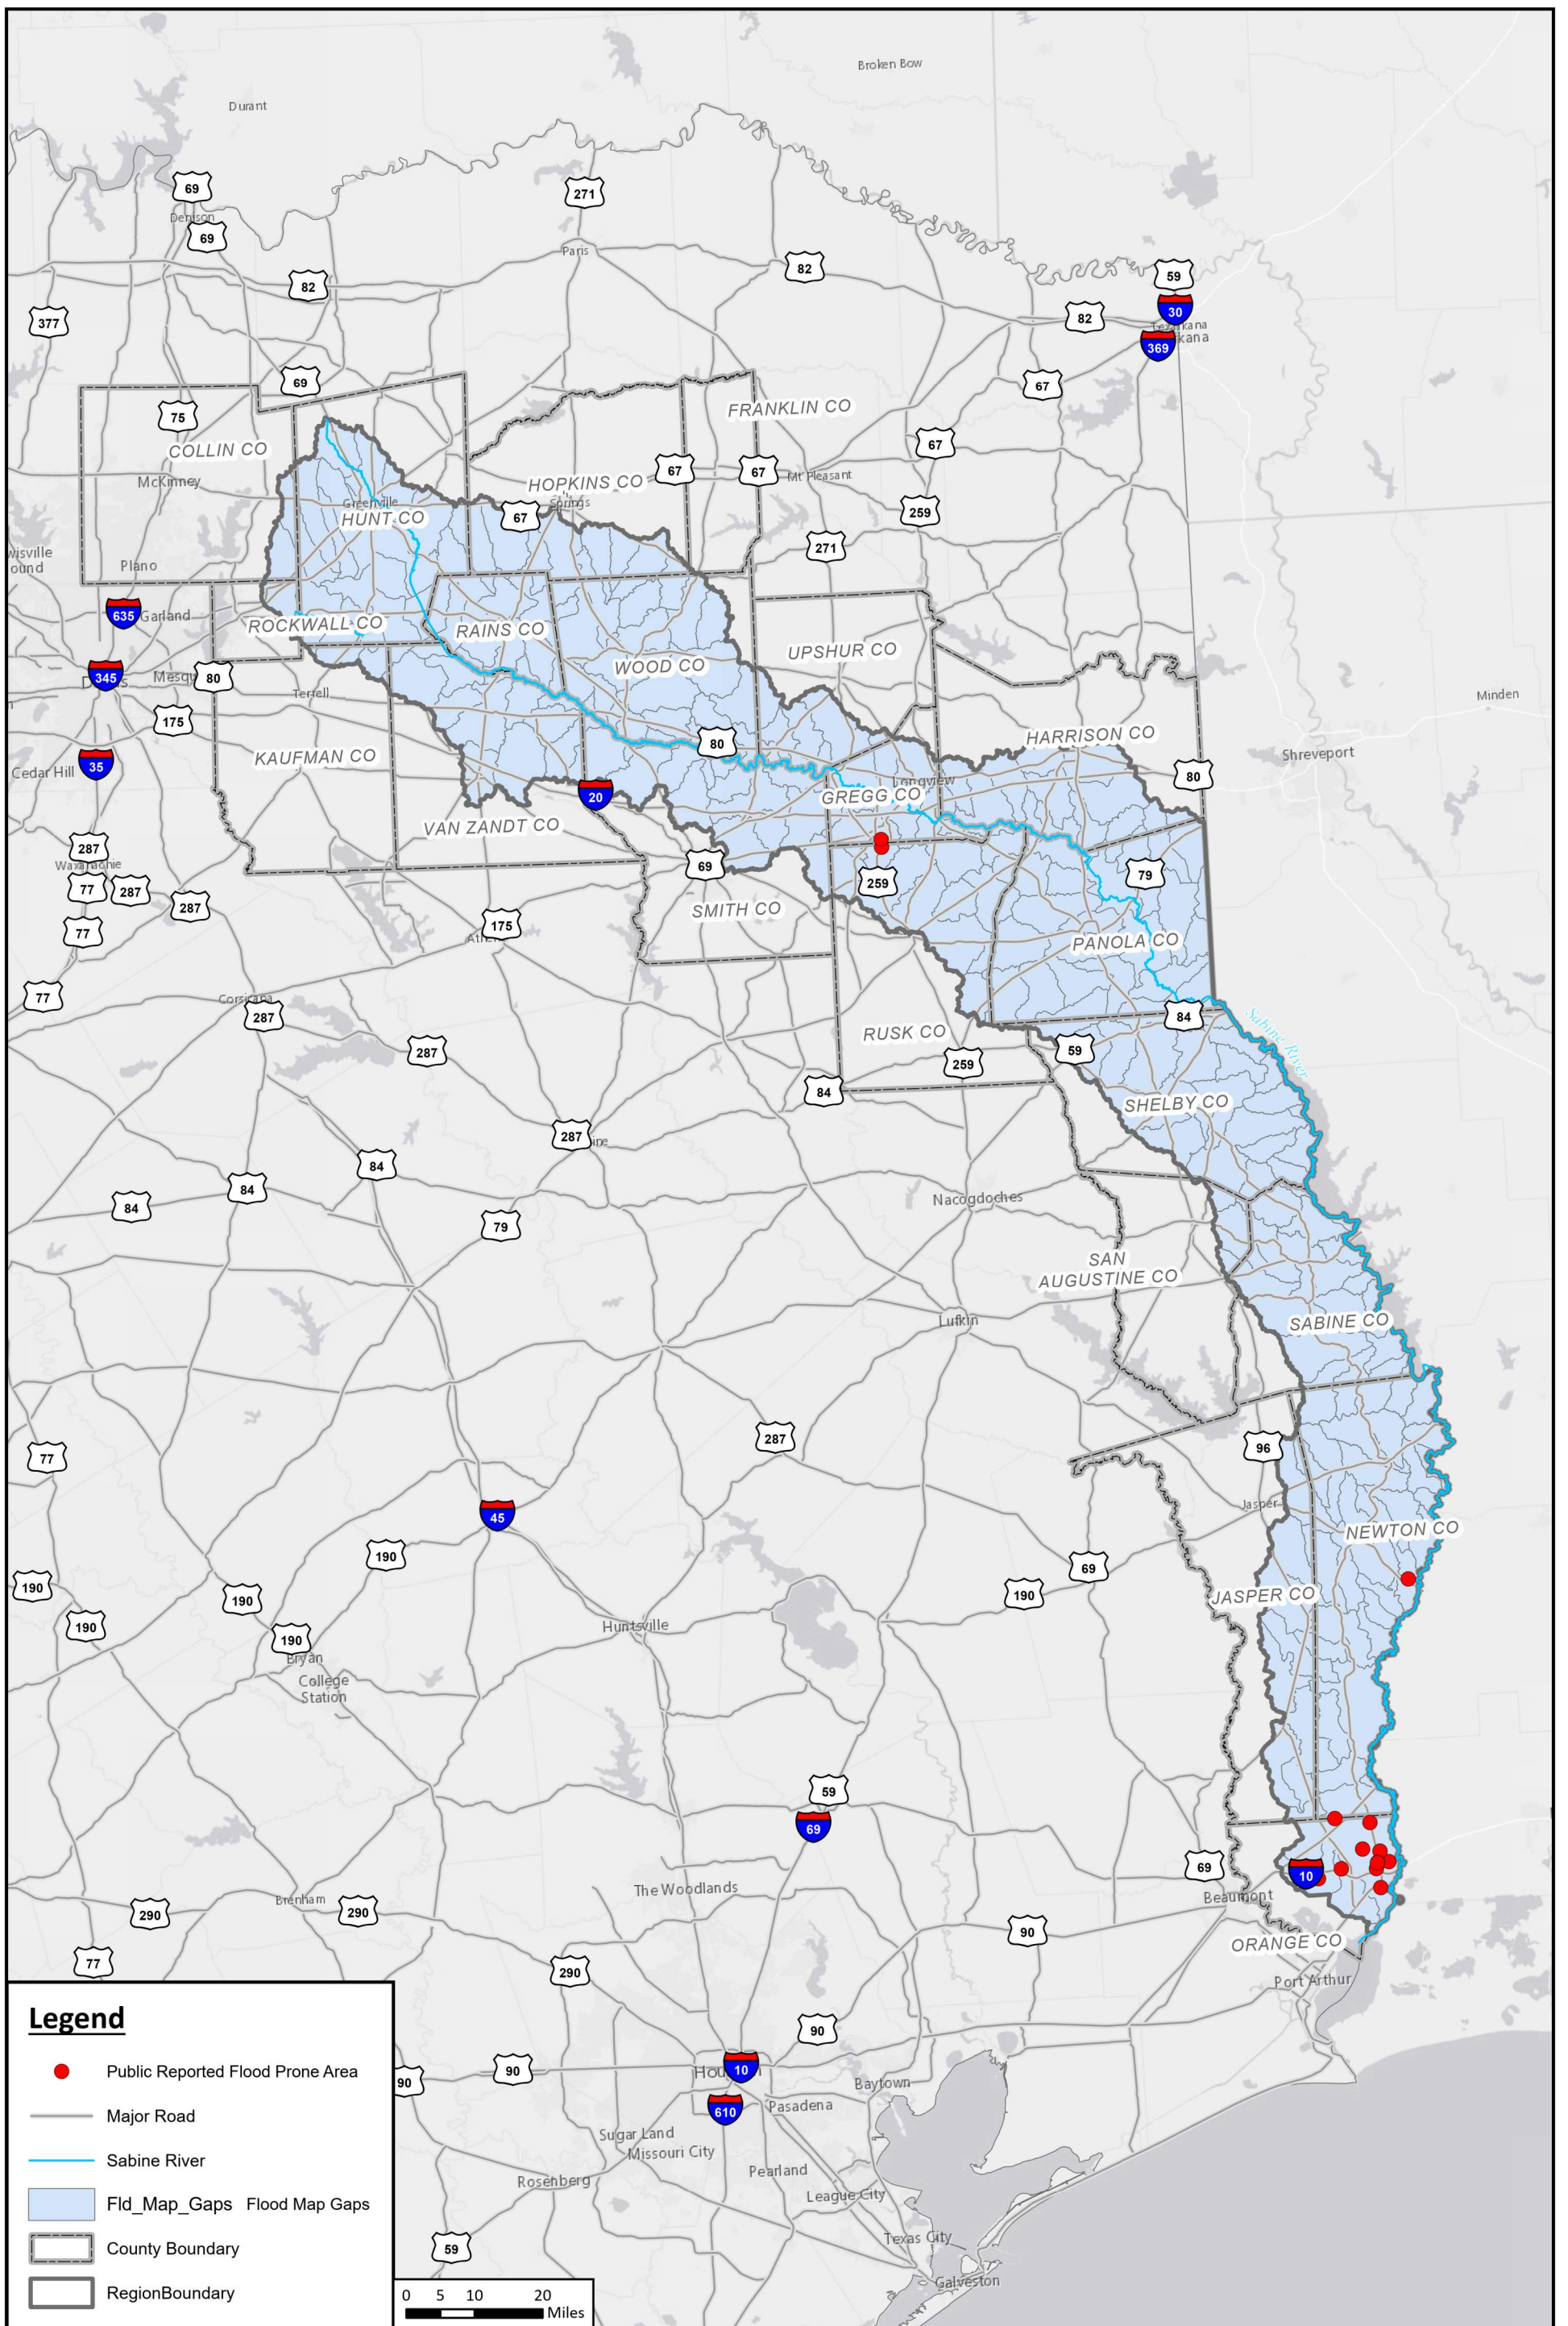 Broken Bow
Durant
69
271
Denison
69
Paris
82
59
82
30
377
82
369
69
67
75
FRANKLIN CO
COLLIN CO
67
67
67
McKinney
HOPKINS CO
Mt Pleasant
Greenville
Springs
HUNT CO
67
259
271
Plano
635
Garland
ROCKWALL CO
RAINS CO
UPSHUR CO
WOOD CO
345
80
Terrell
Minden
175
HARRISON CO
80
KAUFMAN CO
Shreveport
35
Cedar Hill
80
Longview
20
GREGG CO
VAN ZANDT CO
287
Waxahachie
69
79
77
287
259
287
SMITH CO
175
77
PANOLA CO
77
Corsicana
287
84
Sabine River
RUSK CO
287
59
259
84
SHELBY CO
287
84
84
84
Nacogdoches
79
SAN
AUGUSTINE CO
Lufkin
SABINE CO
287
96
77
Jasper
45
NEWTON CO
190
69
190
190
JASPER CO
190
190
Huntsville
190
Bryan
College
Station
59
69
69
10
The Woodlands
Beaumont
Brenham
290
290
90
ORANGE CO
77
290
Port Arthur
90
90
90
10
Baytown
610
Pasadena
Sugar Land
Missouri City
Pearland
Rosenberg
League City
Texas City
59
Galveston
Legend
Public Reported Flood Prone Area
Major Road
Sabine River
Fld_Map_Gaps Flood Map Gaps
County Boundary
RegionBoundary
0 5 10 20
Miles